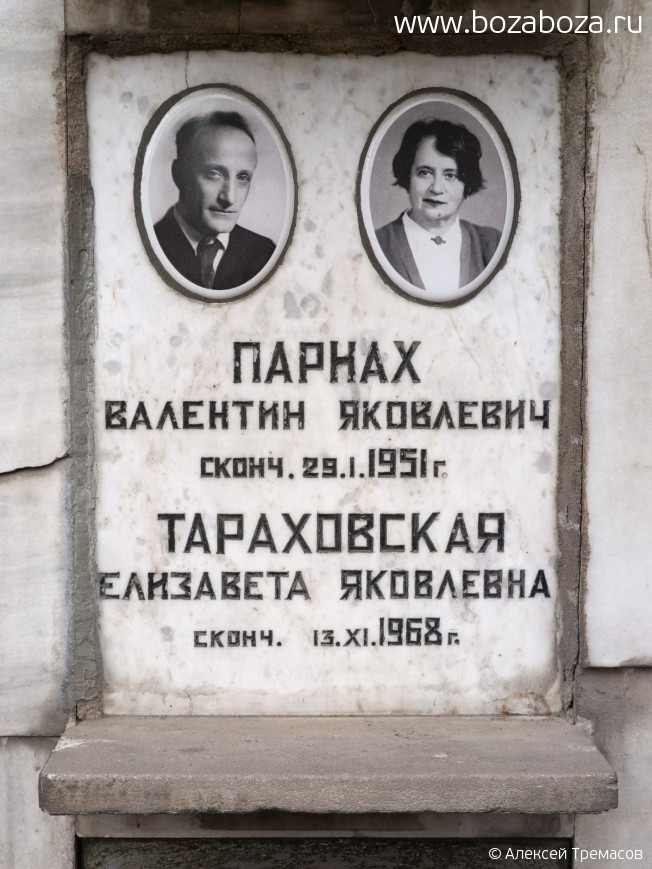 www.bozaboza.ru
ПАРНАХ
ВАЛЕНТИН ЯКОВЛЕВИЧ
СКОНЧ. 29.I.1951 г.
ТАРАХОВСКАЯ
ЕЛИЗАВЕТА ЯКОВЛЕВНА
СКОНЧ. 13.XI.1968 г.
© Алексей Тремасов